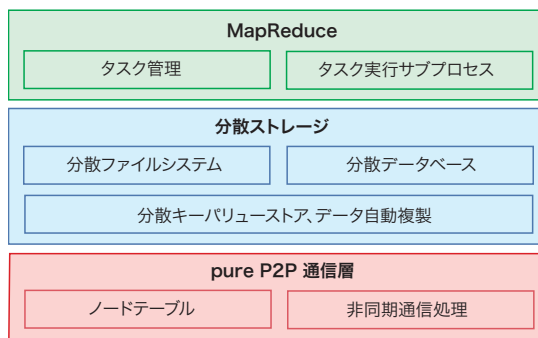 MapReduce
タスク管理
タスク実行サブプロセス
分散ストレージ
分散ファイルシステム
分散データベース
分散キーバリューストア、データ自動複製
pure P2P 通信層
ノードテーブル
非同期通信処理